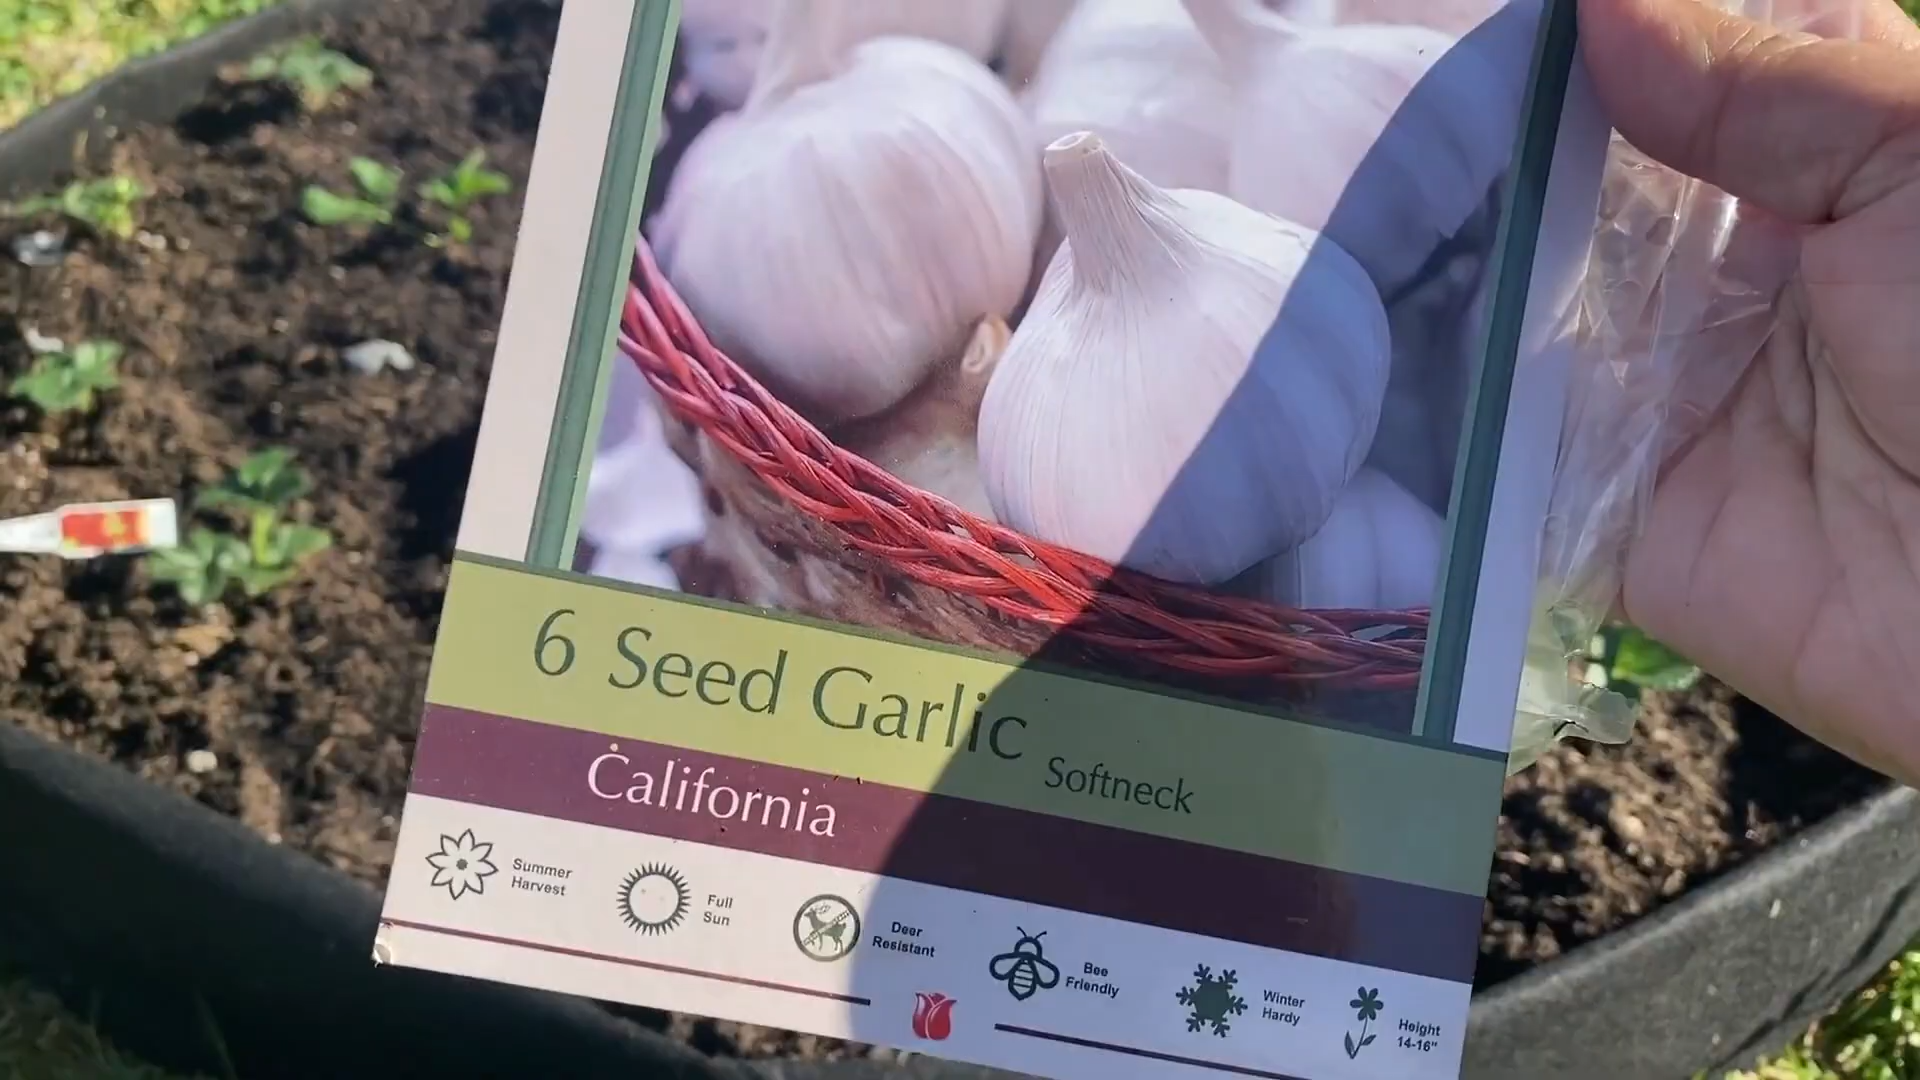 6 Seed Garlic Softneck
California
Summer
Harvest
Full
Sun
Deer
Resistant
Bee
Friendly
Winter
Hardy
Height
14-16"